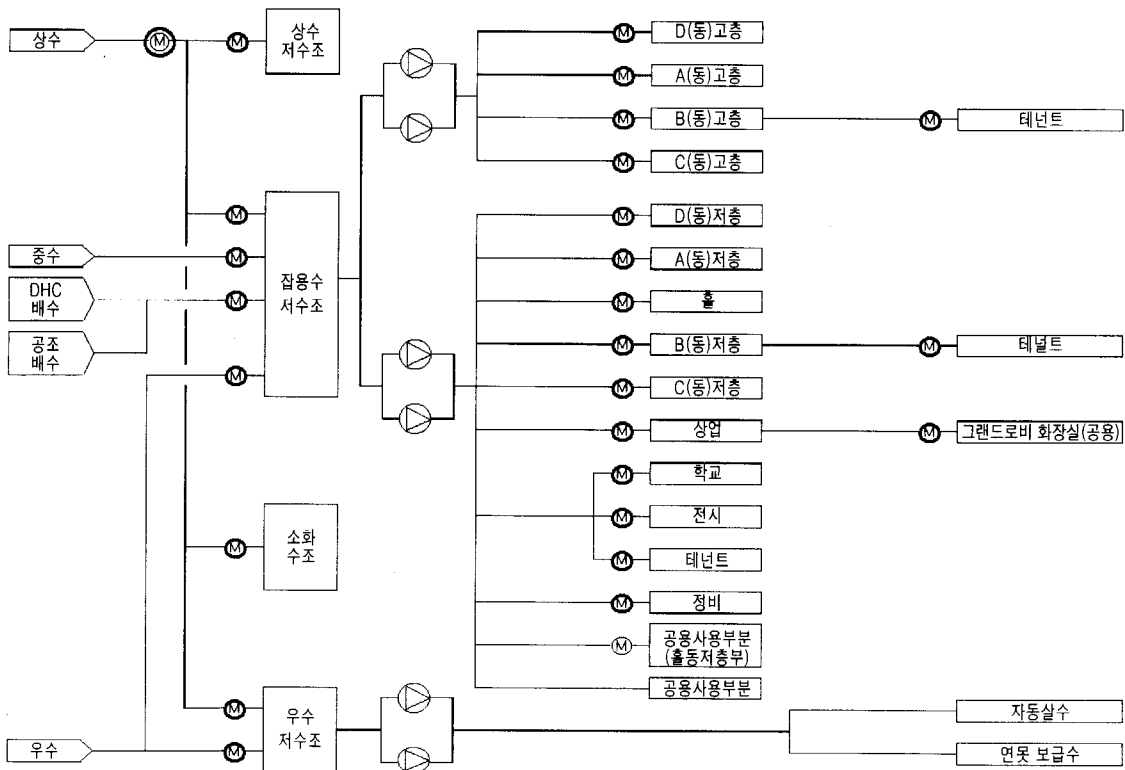 상수
M
M
상수
저수조
M
M
M
M
D(동)고층
A(동)고층
B(동)고층
C(동)고층
M
테넌트
중수
DHC
배수
공조
배수
M
M
M
M
잡용수
저수조
M
D(동)저층
M
A(동)저층
M
홀
M
B(동)저층
M
테널트
M
C(동)저층
M
상업
M
그랜드로비 화장실(공용)
M
학교
M
전시
M
테넌트
M
정비
M
공용사용부분
(홀동저층부)
공용사용부분
M
소화
수조
우수
M
M
우수
저수조
자동살수
연못 보급수